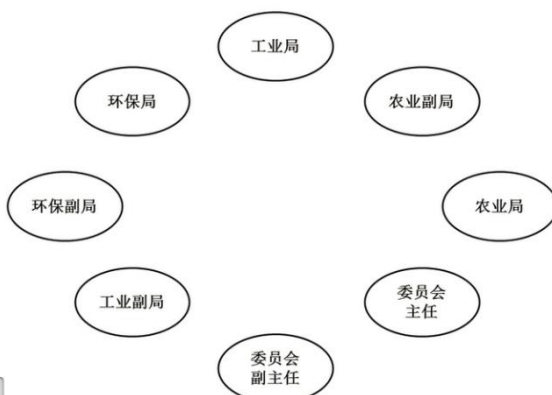 工业局
环保局
农业副局
环保副局
农业局
工业副局
委员会
主任
委员会
副主任